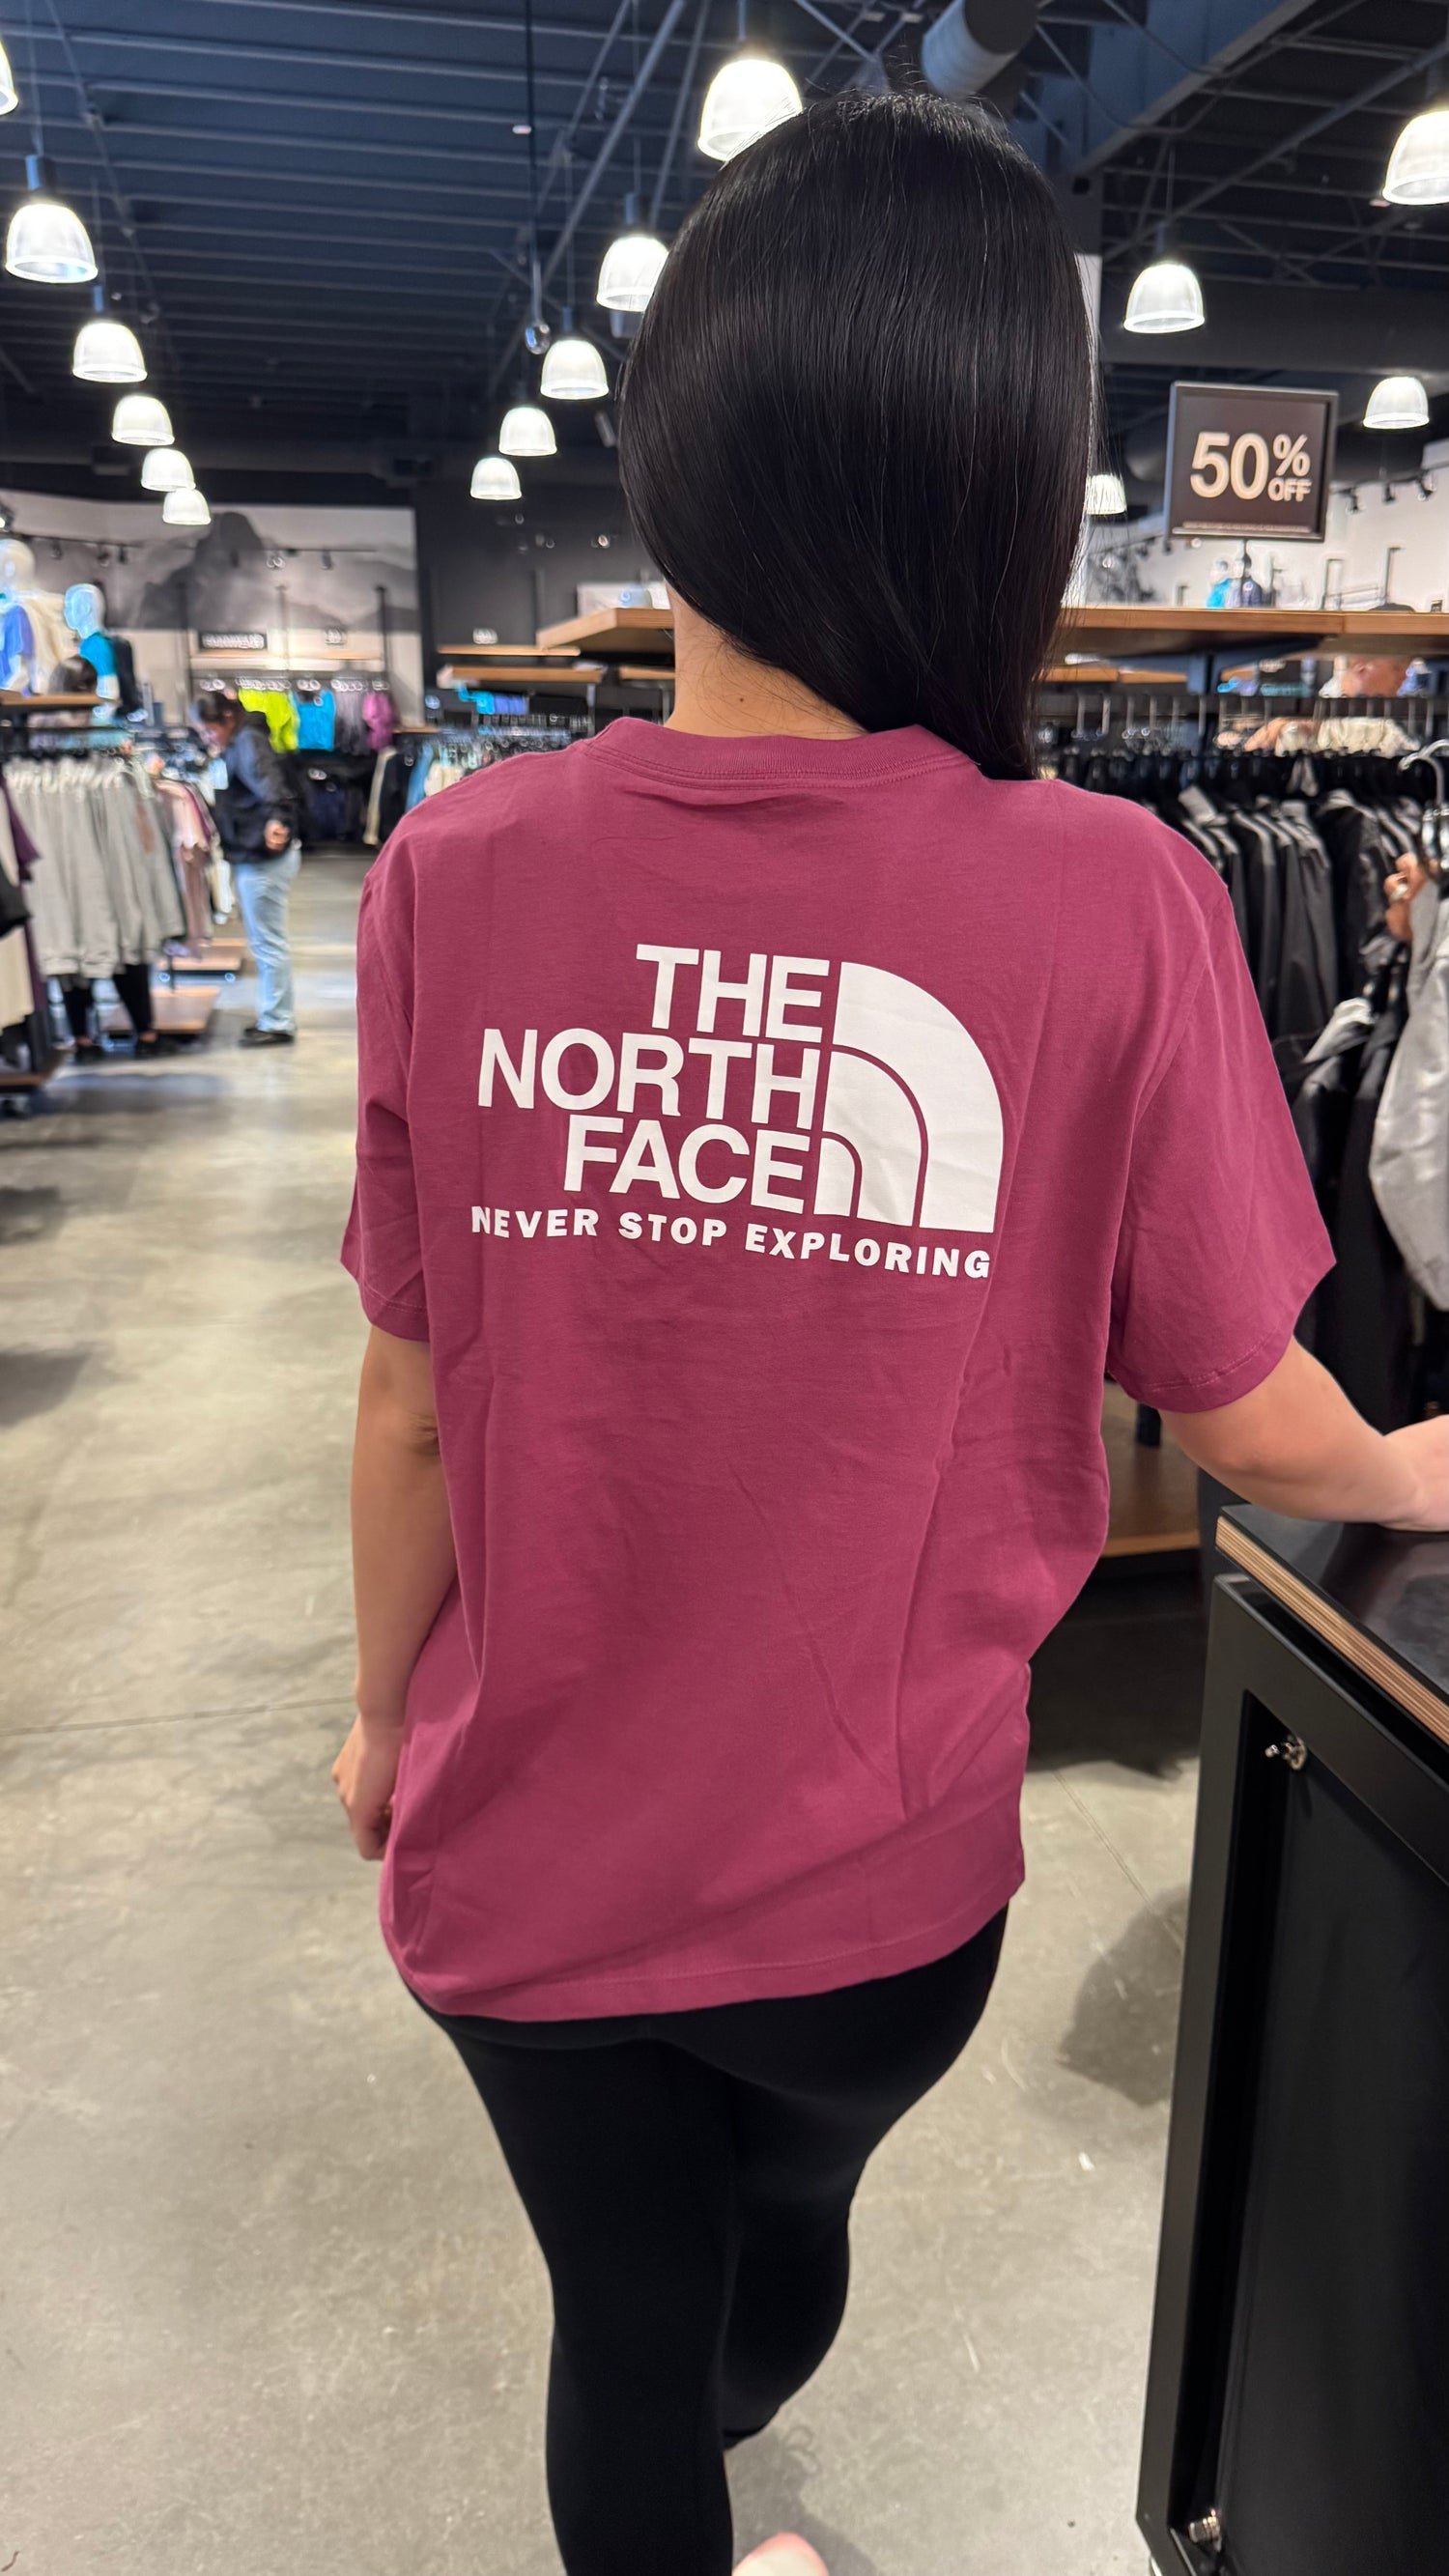 50%
OFF
THE
NORTH
FACE
NEVER STOP EXPLORING